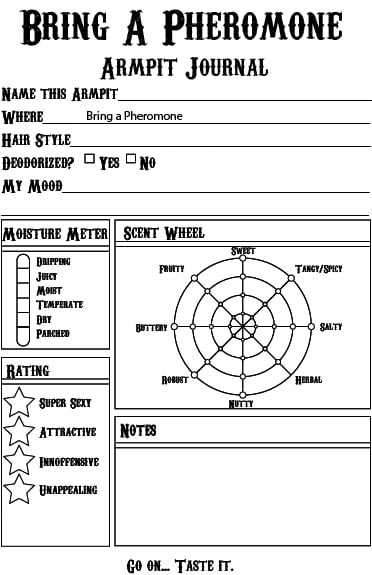 Bring A Pheromone
Armpit Journal
Name this Armpit
Where Bring a Pheromone
Hair Style
Deodorized? Yes No
My Mood
Moisture Meter
Dripping
Juicy
Moist
Temperate
Dry
Parched
Scent Wheel
Sweet
Fruity Tangy/Spicy
Buttery Salty
Robust Herbal
Nutty
Rating
Super Sexy
Attractive
Innoffensive
Unappealing
Notes
Go on... Taste it.